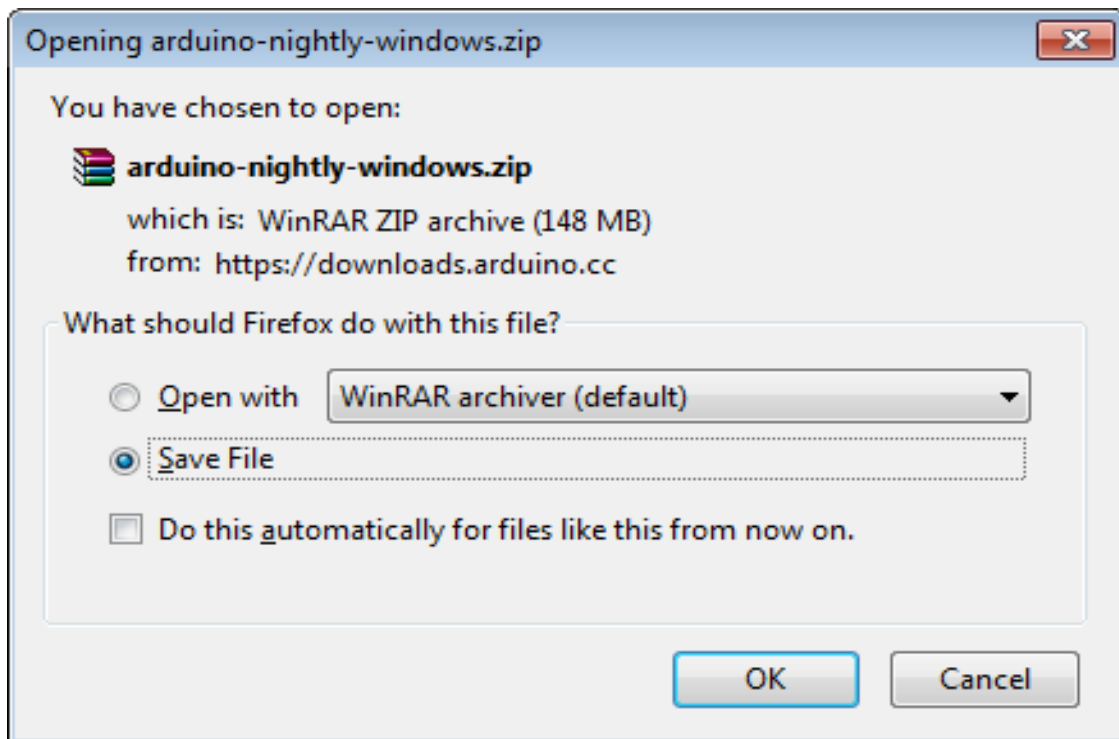 Opening arduino-nightly-windows.zip
You have chosen to open:
arduino-nightly-windows.zip
which is: WinRAR ZIP archive (148 MB)
from: https://downloads.arduino.cc
What should Firefox do with this file?
Open with WinRAR archiver (default)
Save File
Do this automatically for files like this from now on.
OK Cancel